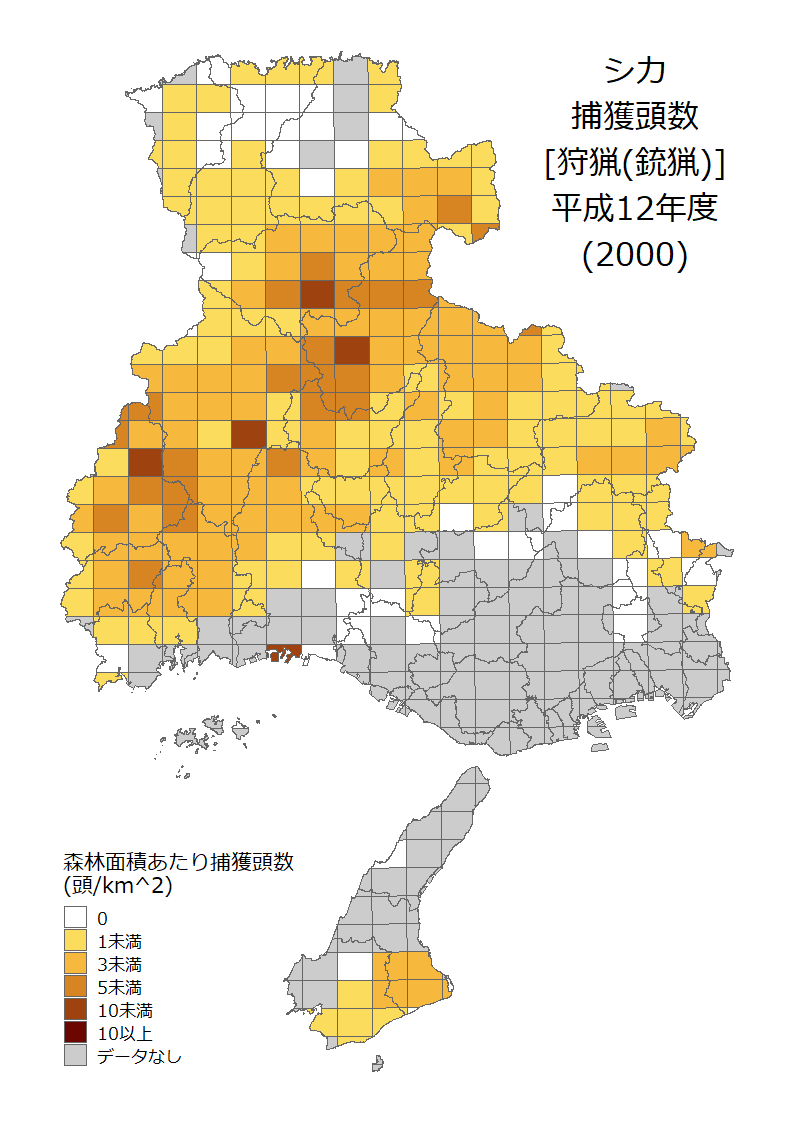 シカ
捕獲頭数
[狩猟(銃猟)]
平成12年度
(2000)
森林面積あたり捕獲頭数
(頭/km^2)
0
1未満
3未満
5未満
10未満
10以上
データなし